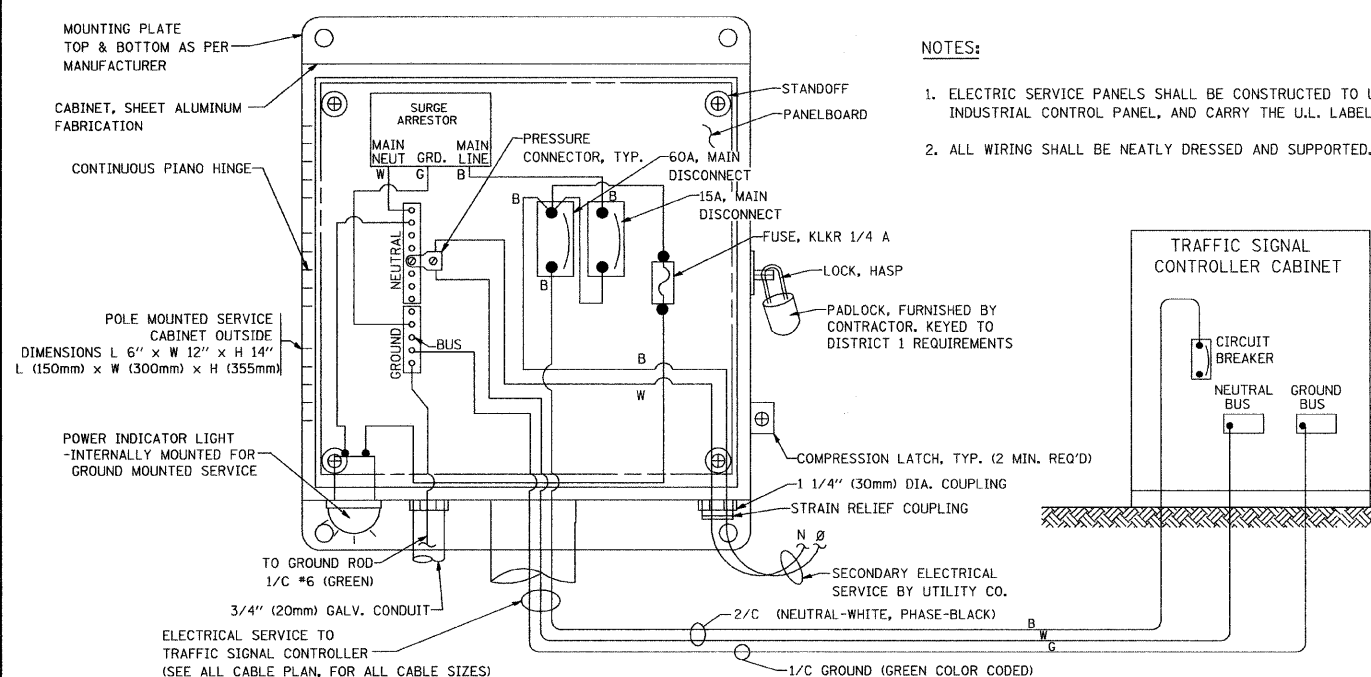 MOUNTING PLATE
TOP & BOTTOM AS PER
MANUFACTURER
CABINET, SHEET ALUMINUM
FABRICATION
CONTINUOUS PIANO HINGE
POLE MOUNTED SERVICE
CABINET OUTSIDE
DIMENSIONS L 6" x W 12" x H 14"
L (150mm) x W (300mm) x H (355mm)
POWER INDICATOR LIGHT
-INTERNALLY MOUNTED FOR
GROUND MOUNTED SERVICE
SURGE
ARRESTOR
MAIN
NEUT
GRD.
MAIN
LINE
W
G
B
NEUTRAL
GROUND
BUS
PRESSURE
CONNECTOR, TYP.
60A, MAIN
DISCONNECT
15A, MAIN
DISCONNECT
B
B
B
B
W
FUSE, KLKR 1/4 A
STANDOFF
PANELBOARD
LOCK, HASP
PADLOCK, FURNISHED BY
CONTRACTOR. KEYED TO
DISTRICT 1 REQUIREMENTS
COMPRESSION LATCH, TYP. (2 MIN. REQ'D)
1 1/4" (30mm) DIA. COUPLING
STRAIN RELIEF COUPLING
N Ø
SECONDARY ELECTRICAL
SERVICE BY UTILITY CO.
TO GROUND ROD
1/C #6 (GREEN)
3/4" (20mm) GALV. CONDUIT
ELECTRICAL SERVICE TO
TRAFFIC SIGNAL CONTROLLER
(SEE ALL CABLE PLAN, FOR ALL CABLE SIZES)
2/C (NEUTRAL-WHITE, PHASE-BLACK)
B
W
G
1/C GROUND (GREEN COLOR CODED)
NOTES:
1. ELECTRIC SERVICE PANELS SHALL BE CONSTRUCTED TO U
INDUSTRIAL CONTROL PANEL, AND CARRY THE U.L. LABEL
2. ALL WIRING SHALL BE NEATLY DRESSED AND SUPPORTED.
TRAFFIC SIGNAL
CONTROLLER CABINET
CIRCUIT
BREAKER
NEUTRAL
BUS
GROUND
BUS